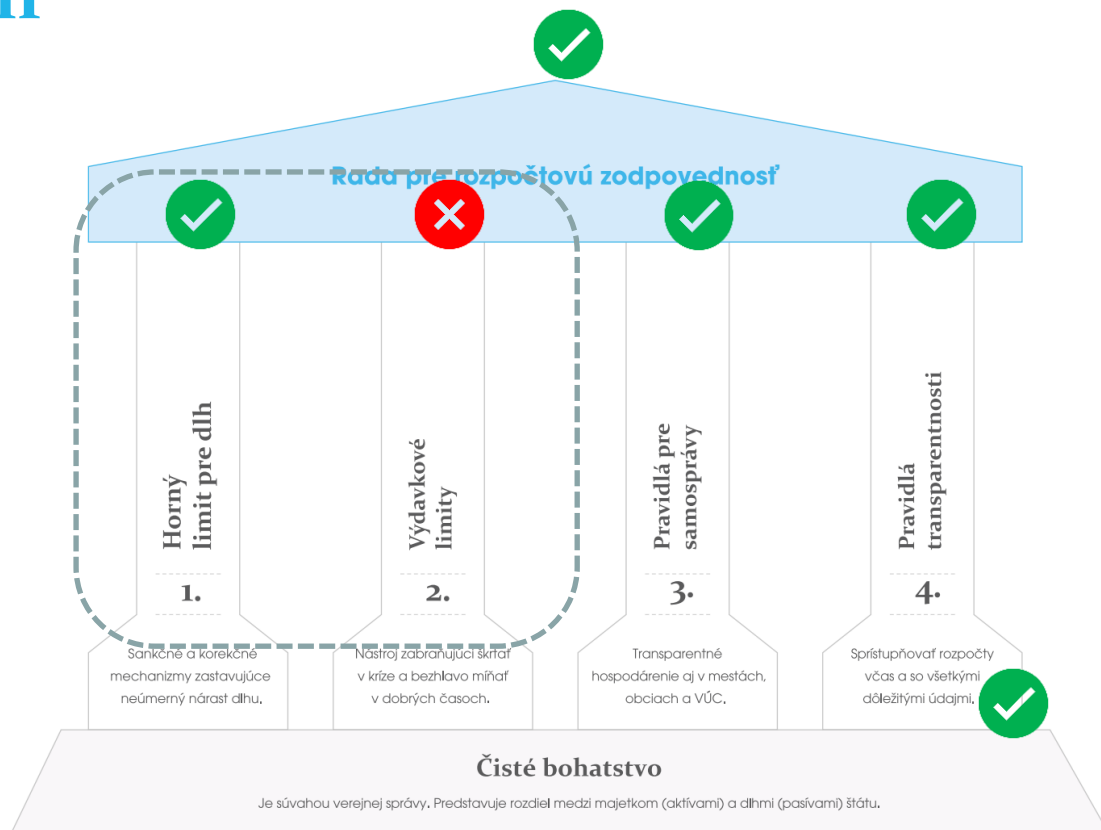 Rada pre rozpočtovú zodpovednosť
Horný
limit pre dlh
1.
Sankčné a korekčné
mechanizmy zastavujúce
neúmerný nárast dlhu.
Výdavkové
limity
2.
Nástroj zabraňujúci škrtať
v kríze a bezhlavo míňať
v dobrých časoch.
Pravidlá pre
samosprávy
3.
Transparentné
hospodárenie aj v mestách,
obciach a VÚC.
Pravidlá
transparentnosti
4.
Sprístupňovať rozpočty
včas a so všetkými
dôležitými údajmi.
Čisté bohatstvo
Je súvahou verejnej správy. Predstavuje rozdiel medzi majetkom (aktívami) a dlhmi (pasívami) štátu.